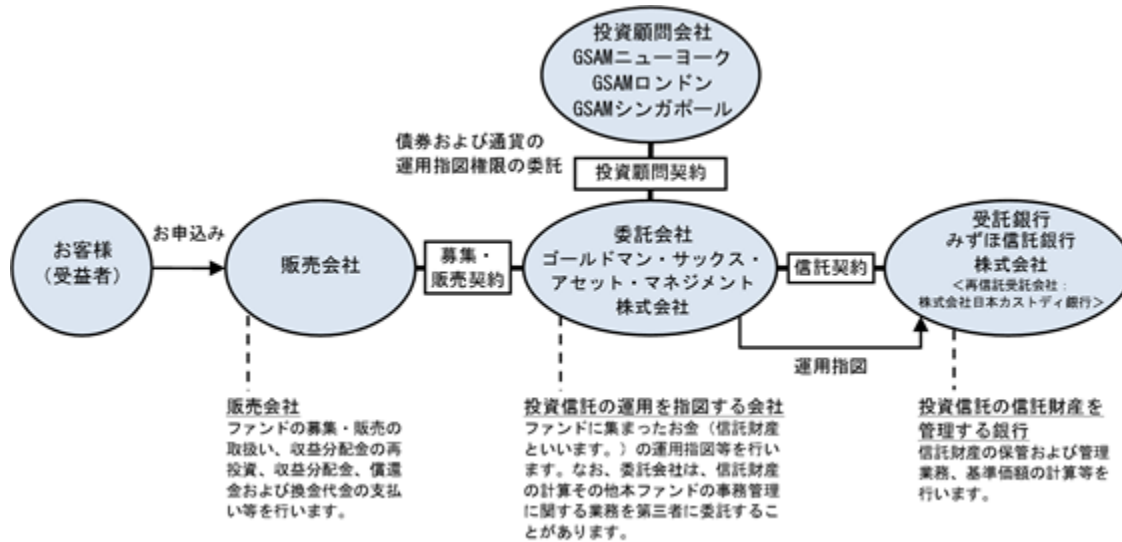 投資顧問会社
GSAMニューヨーク
GSAMロンドン
GSAMシンガポール
債券および通貨の
運用指図権限の委託
投資顧問契約
お客様
(受益者)
お申込み
販売会社
募集・
販売契約
委託会社
ゴールドマン・サックス・
アセット・マネジメント
株式会社
信託契約
受託銀行
みずほ信託銀行
株式会社
<再信託受託会社:
株式会社日本カストディ銀行>
運用指図
販売会社
ファンドの募集・販売の
取扱い、収益分配金の再
投資、収益分配金、償還
金および換金代金の支払
い等を行います。
投資信託の運用を指図する会社
ファンドに集まったお金(信託財産
といいます。)の運用指図等を行い
ます。なお、委託会社は、信託財産
の計算その他本ファンドの事務管理
に関する業務を第三者に委託するこ
とがあります。
投資信託の信託財産を
管理する銀行
信託財産の保管および管理
業務、基準価額の計算等を
行います。